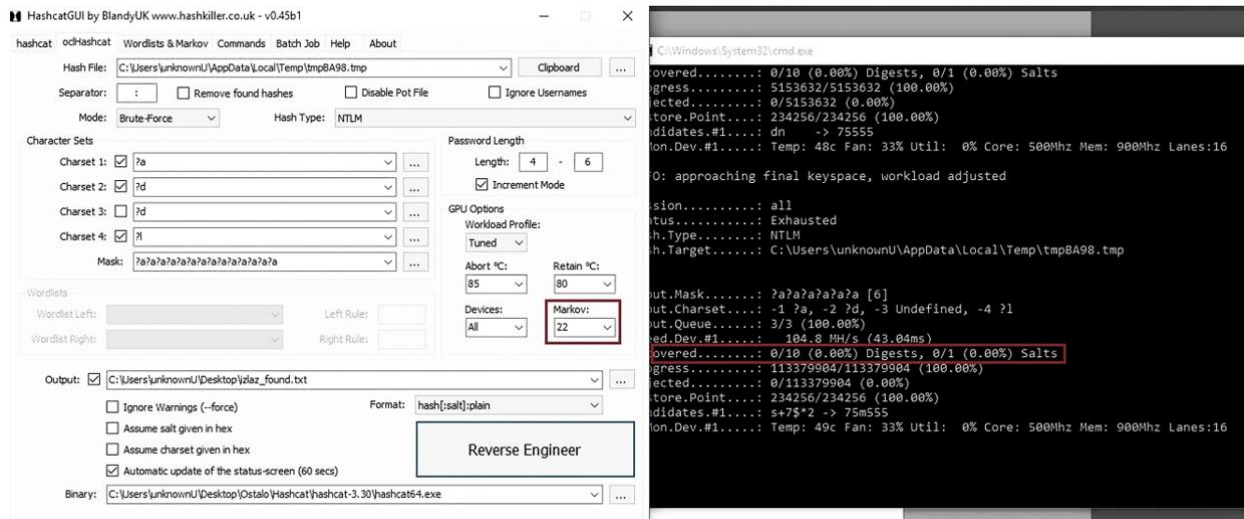 HashcatGUI by BlandyUK www.hashkiller.co.uk - v0.45b1
hashcat oclHashcat Wordlists & Markov Commands Batch Job Help About
Hash File: C:\Users\unknownU\AppData\Local\Temp\tmpBA98.tmp Clipboard ...
Separator: : Remove found hashes Disable Pot File Ignore Usernames
Mode: Brute-Force Hash Type: NTLM
Character Sets
Charset 1: ?a ...
Charset 2: ?d ...
Charset 3: ?d ...
Charset 4: ?l ...
Mask: ?a?a?a?a?a?a?a?a?a?a?a?a?a?a ...
Password Length
Length: 4 - 6
Increment Mode
GPU Options
Workload Profile:
Tuned
Abort ºC: Retain ºC:
85 80
Devices: Markov:
All 22
Wordlists
Wordlist Left: Left Rule:
Wordlist Right: Right Rule:
Output: C:\Users\unknownU\Desktop\izlaz_found.txt ...
Ignore Warnings (--force) Format: hash[:salt]:plain
Assume salt given in hex
Assume charset given in hex
Automatic update of the status-screen (60 secs)
Reverse Engineer
Binary: C:\Users\unknownU\Desktop\Ostalo\Hashcat\hashcat-3.30\hashcat64.exe ...
C:\Windows\System32\cmd.exe
overed........: 0/10 (0.00%) Digests, 0/1 (0.00%) Salts
ogress.........: 5153632/5153632 (100.00%)
jected.........: 0/5153632 (0.00%)
tore.Point....: 234256/234256 (100.00%)
ndidates.#1....: dn -> 75555
Mon.Dev.#1.....: Temp: 48c Fan: 33% Util: 0% Core: 500Mhz Mem: 900Mhz Lanes:16
FO: approaching final keyspace, workload adjusted
ssion..........: all
tus...........: Exhausted
h.Type........: NTLM
h.Target......: C:\Users\unknownU\AppData\Local\Temp\tmpBA98.tmp
put.Mask.......: ?a?a?a?a?a?a [6]
put.Charset....: -1 ?a, -2 ?d, -3 Undefined, -4 ?l
put.Queue......: 3/3 (100.00%)
eed.Dev.#1.....: 104.8 MH/s (43.04ms)
overed........: 0/10 (0.00%) Digests, 0/1 (0.00%) Salts
ogress.........: 113379904/113379904 (100.00%)
jected.........: 0/113379904 (0.00%)
tore.Point....: 234256/234256 (100.00%)
ndidates.#1....: s+7$*2 -> 75m555
Mon.Dev.#1.....: Temp: 49c Fan: 33% Util: 0% Core: 500Mhz Mem: 900Mhz Lanes:16